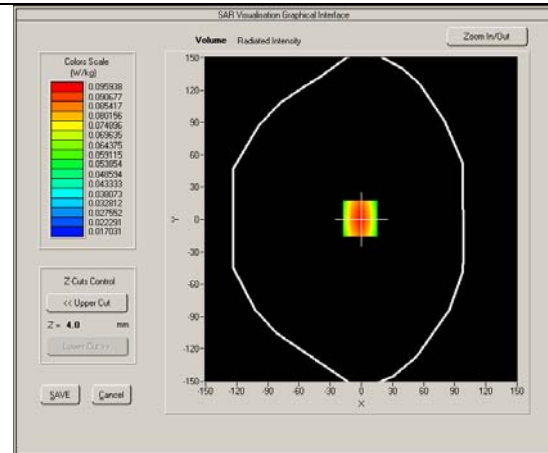 SAR Visualisation Graphical Interface
Volume Radiated Intensity
Zoom In/Out
Colors Scale
(W/kg)
0.095938
0.090677
0.085417
0.080156
0.074896
0.069635
0.064375
0.059115
0.053854
0.048594
0.043333
0.038073
0.032812
0.027552
0.022291
0.017031
Z-Cuts Control
<< Upper Cut
Z = 4.0 mm
Lower Cut >>
SAVE
Cancel
150-
120-
90-
60-
30-
0-
-30-
-60-
-90-
-120-
-150-
Y
-150 -120 -90 -60 -30 0 30 60 90 120 150
X